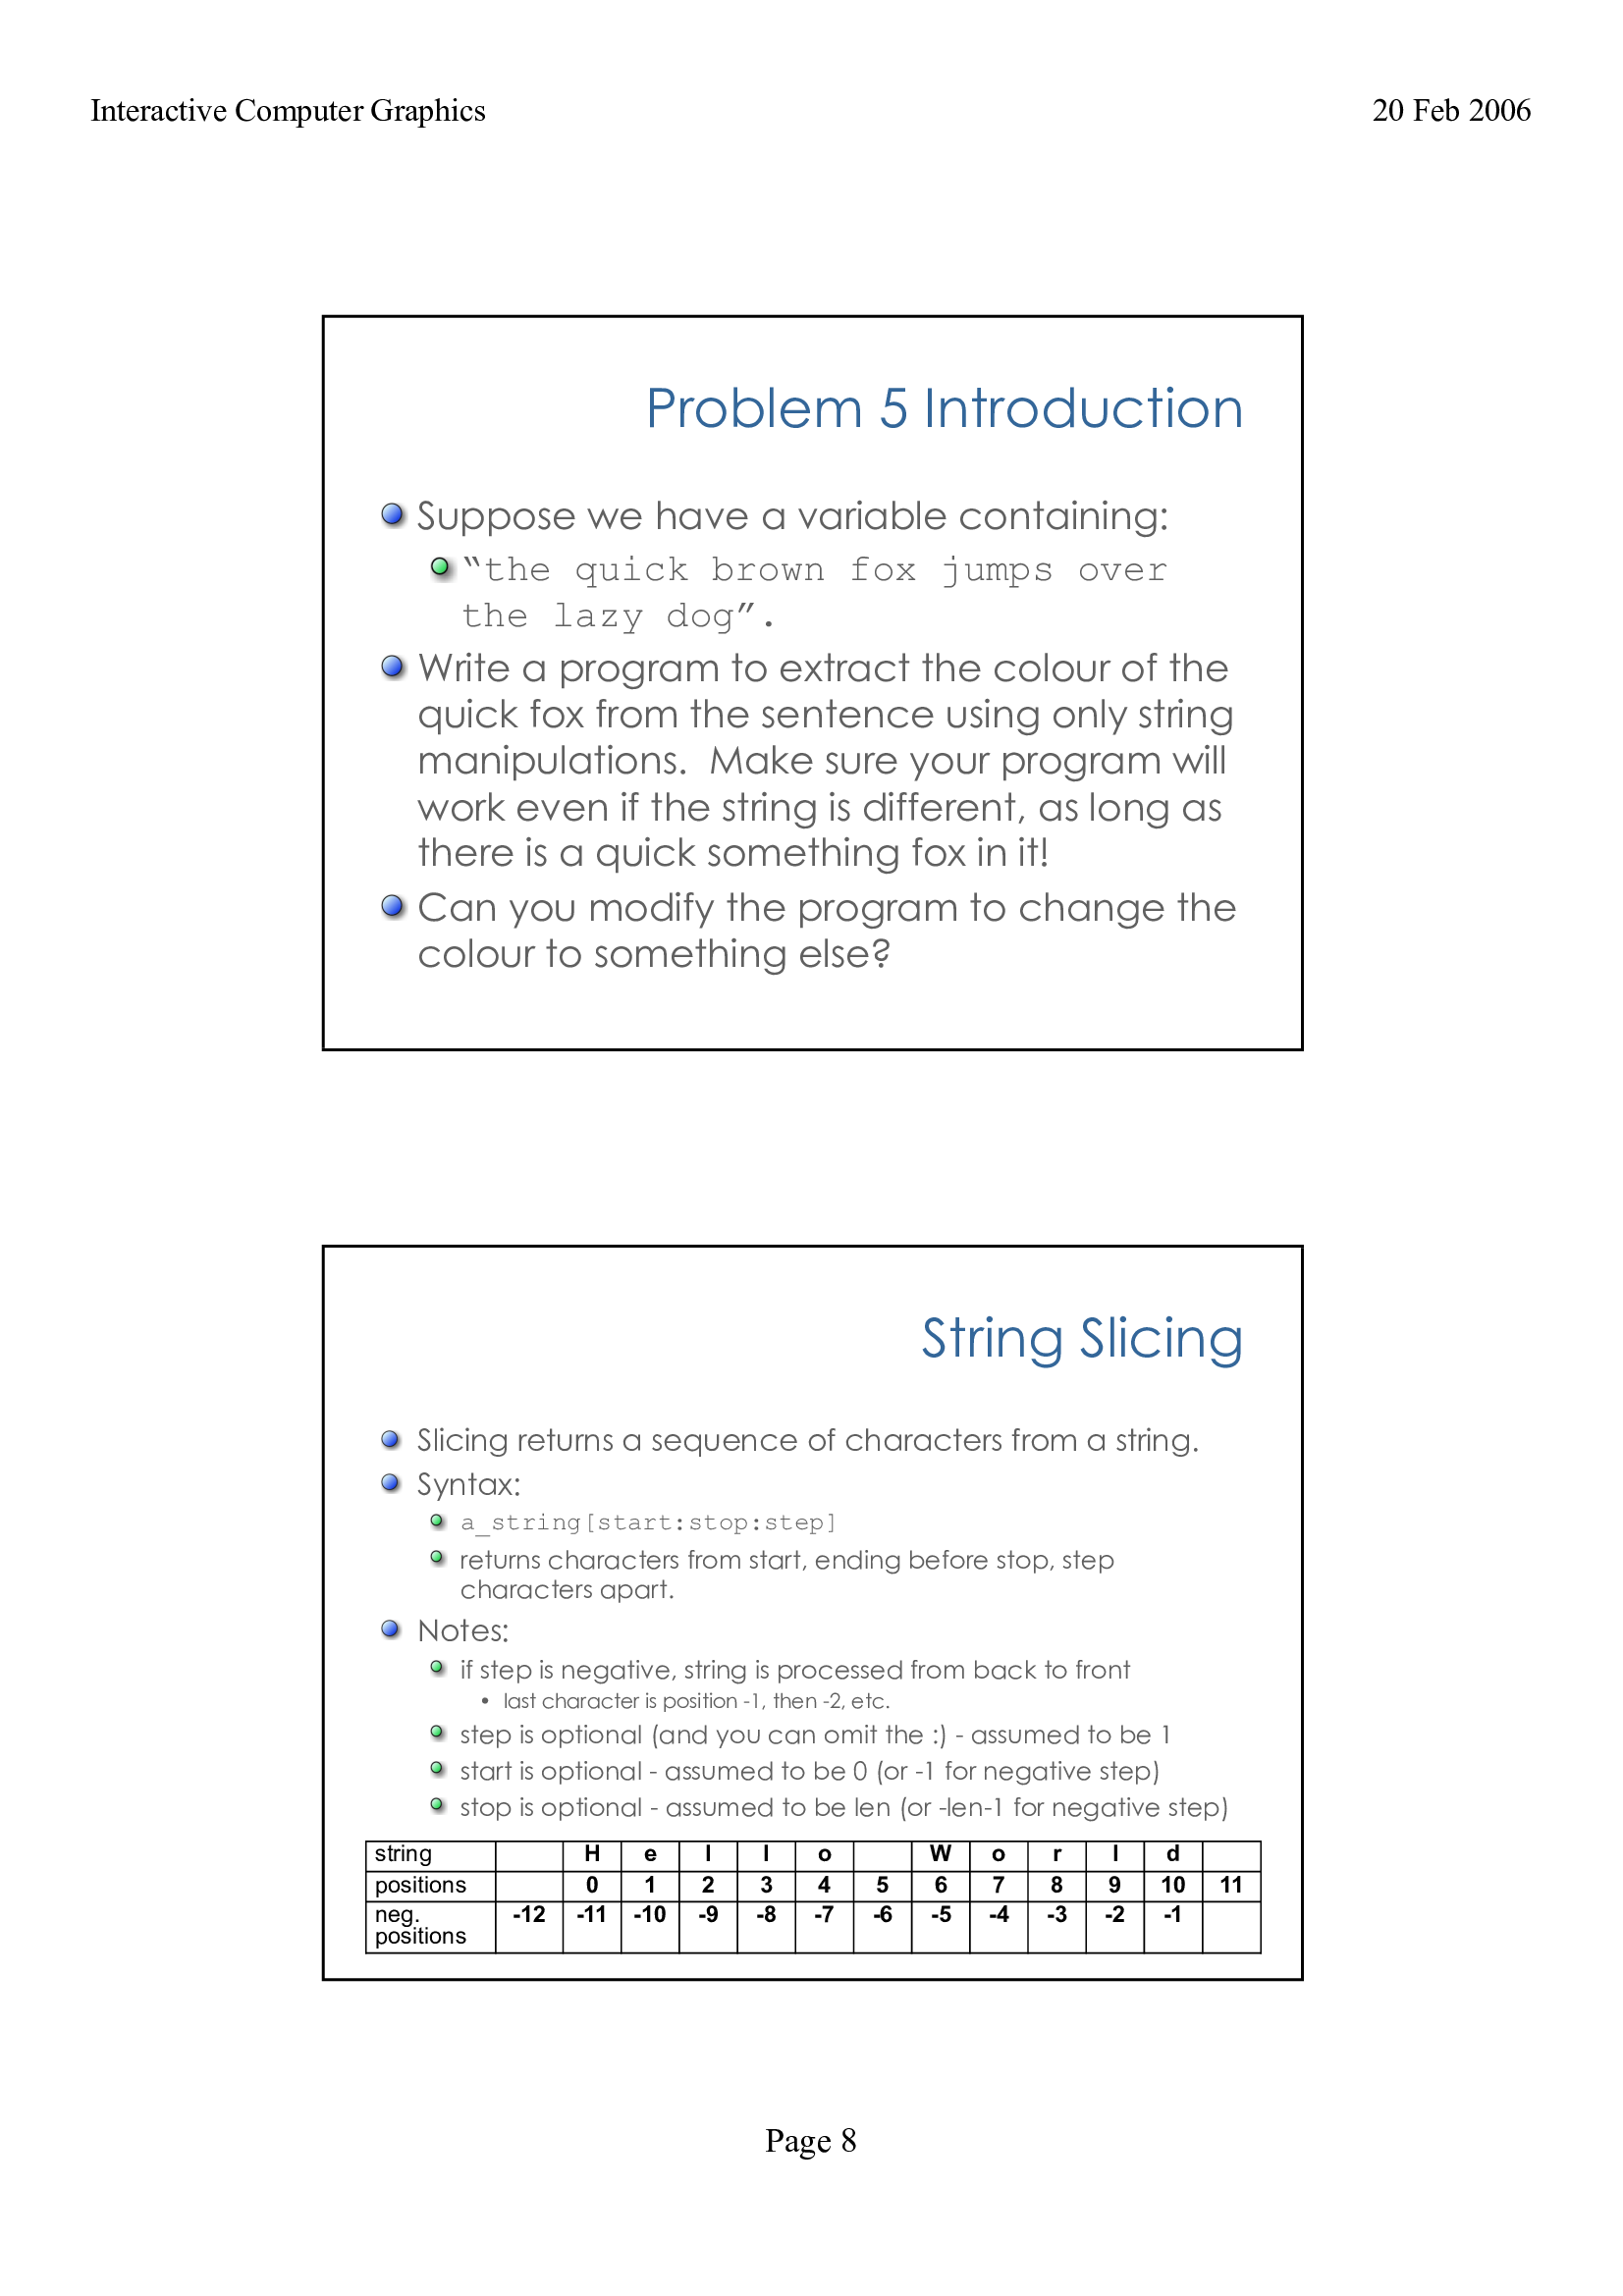 Interactive Computer Graphics
20 Feb 2006
Problem 5 Introduction
Suppose we have a variable containing:
“the quick brown fox jumps over
the lazy dog”.
Write a program to extract the colour of the
quick fox from the sentence using only string
manipulations.  Make sure your program will
work even if the string is different, as long as
there is a quick something fox in it!
Can you modify the program to change the
colour to something else?
String Slicing
Slicing returns a sequence of characters from a string.
Syntax:
a_string[start:stop:step]
returns characters from start, ending before stop, step
characters apart.
Notes:
if step is negative, string is processed from back to front
• last character is position -1, then -2, etc.
step is optional (and you can omit the :) - assumed to be 1
start is optional - assumed to be 0 (or -1 for negative step)
stop is optional - assumed to be len (or -len-1 for negative step)
string H e l l o W o r l d
positions 0 1 2 3 4 5 6 7 8 9 10 11
neg. -12 -11 -10 -9 -8 -7 -6 -5 -4 -3 -2 -1
positions
Page 8